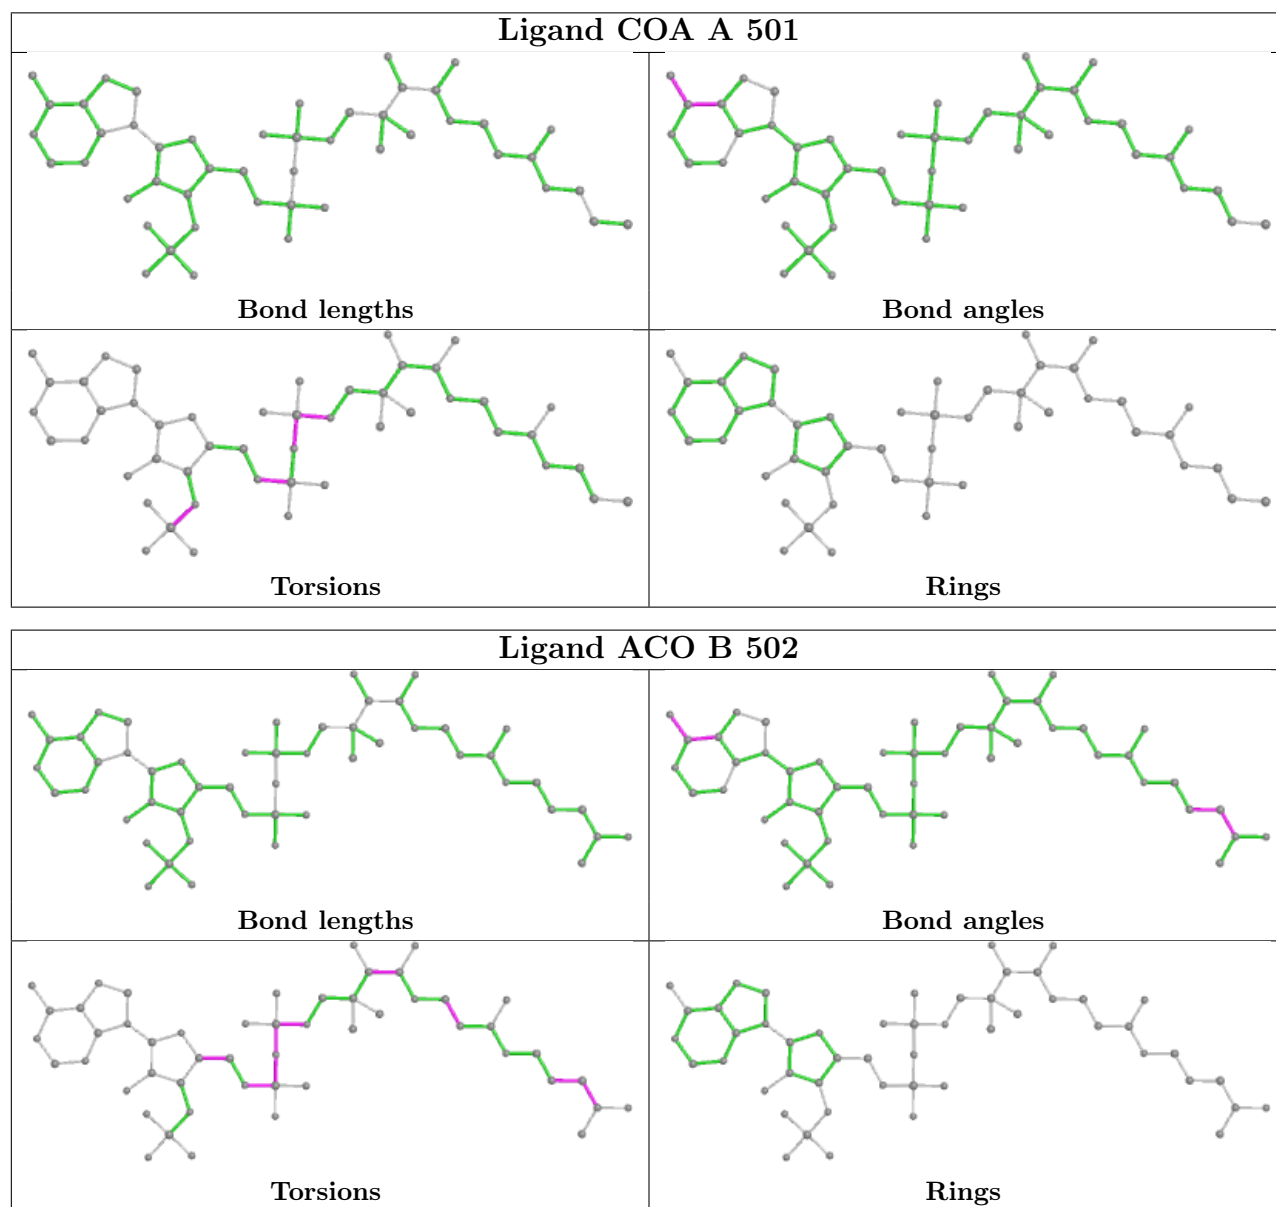 Ligand COA A 501
Bond lengths
Bond angles
Torsions
Rings
Ligand ACO B 502
Bond lengths
Bond angles
Torsions
Rings